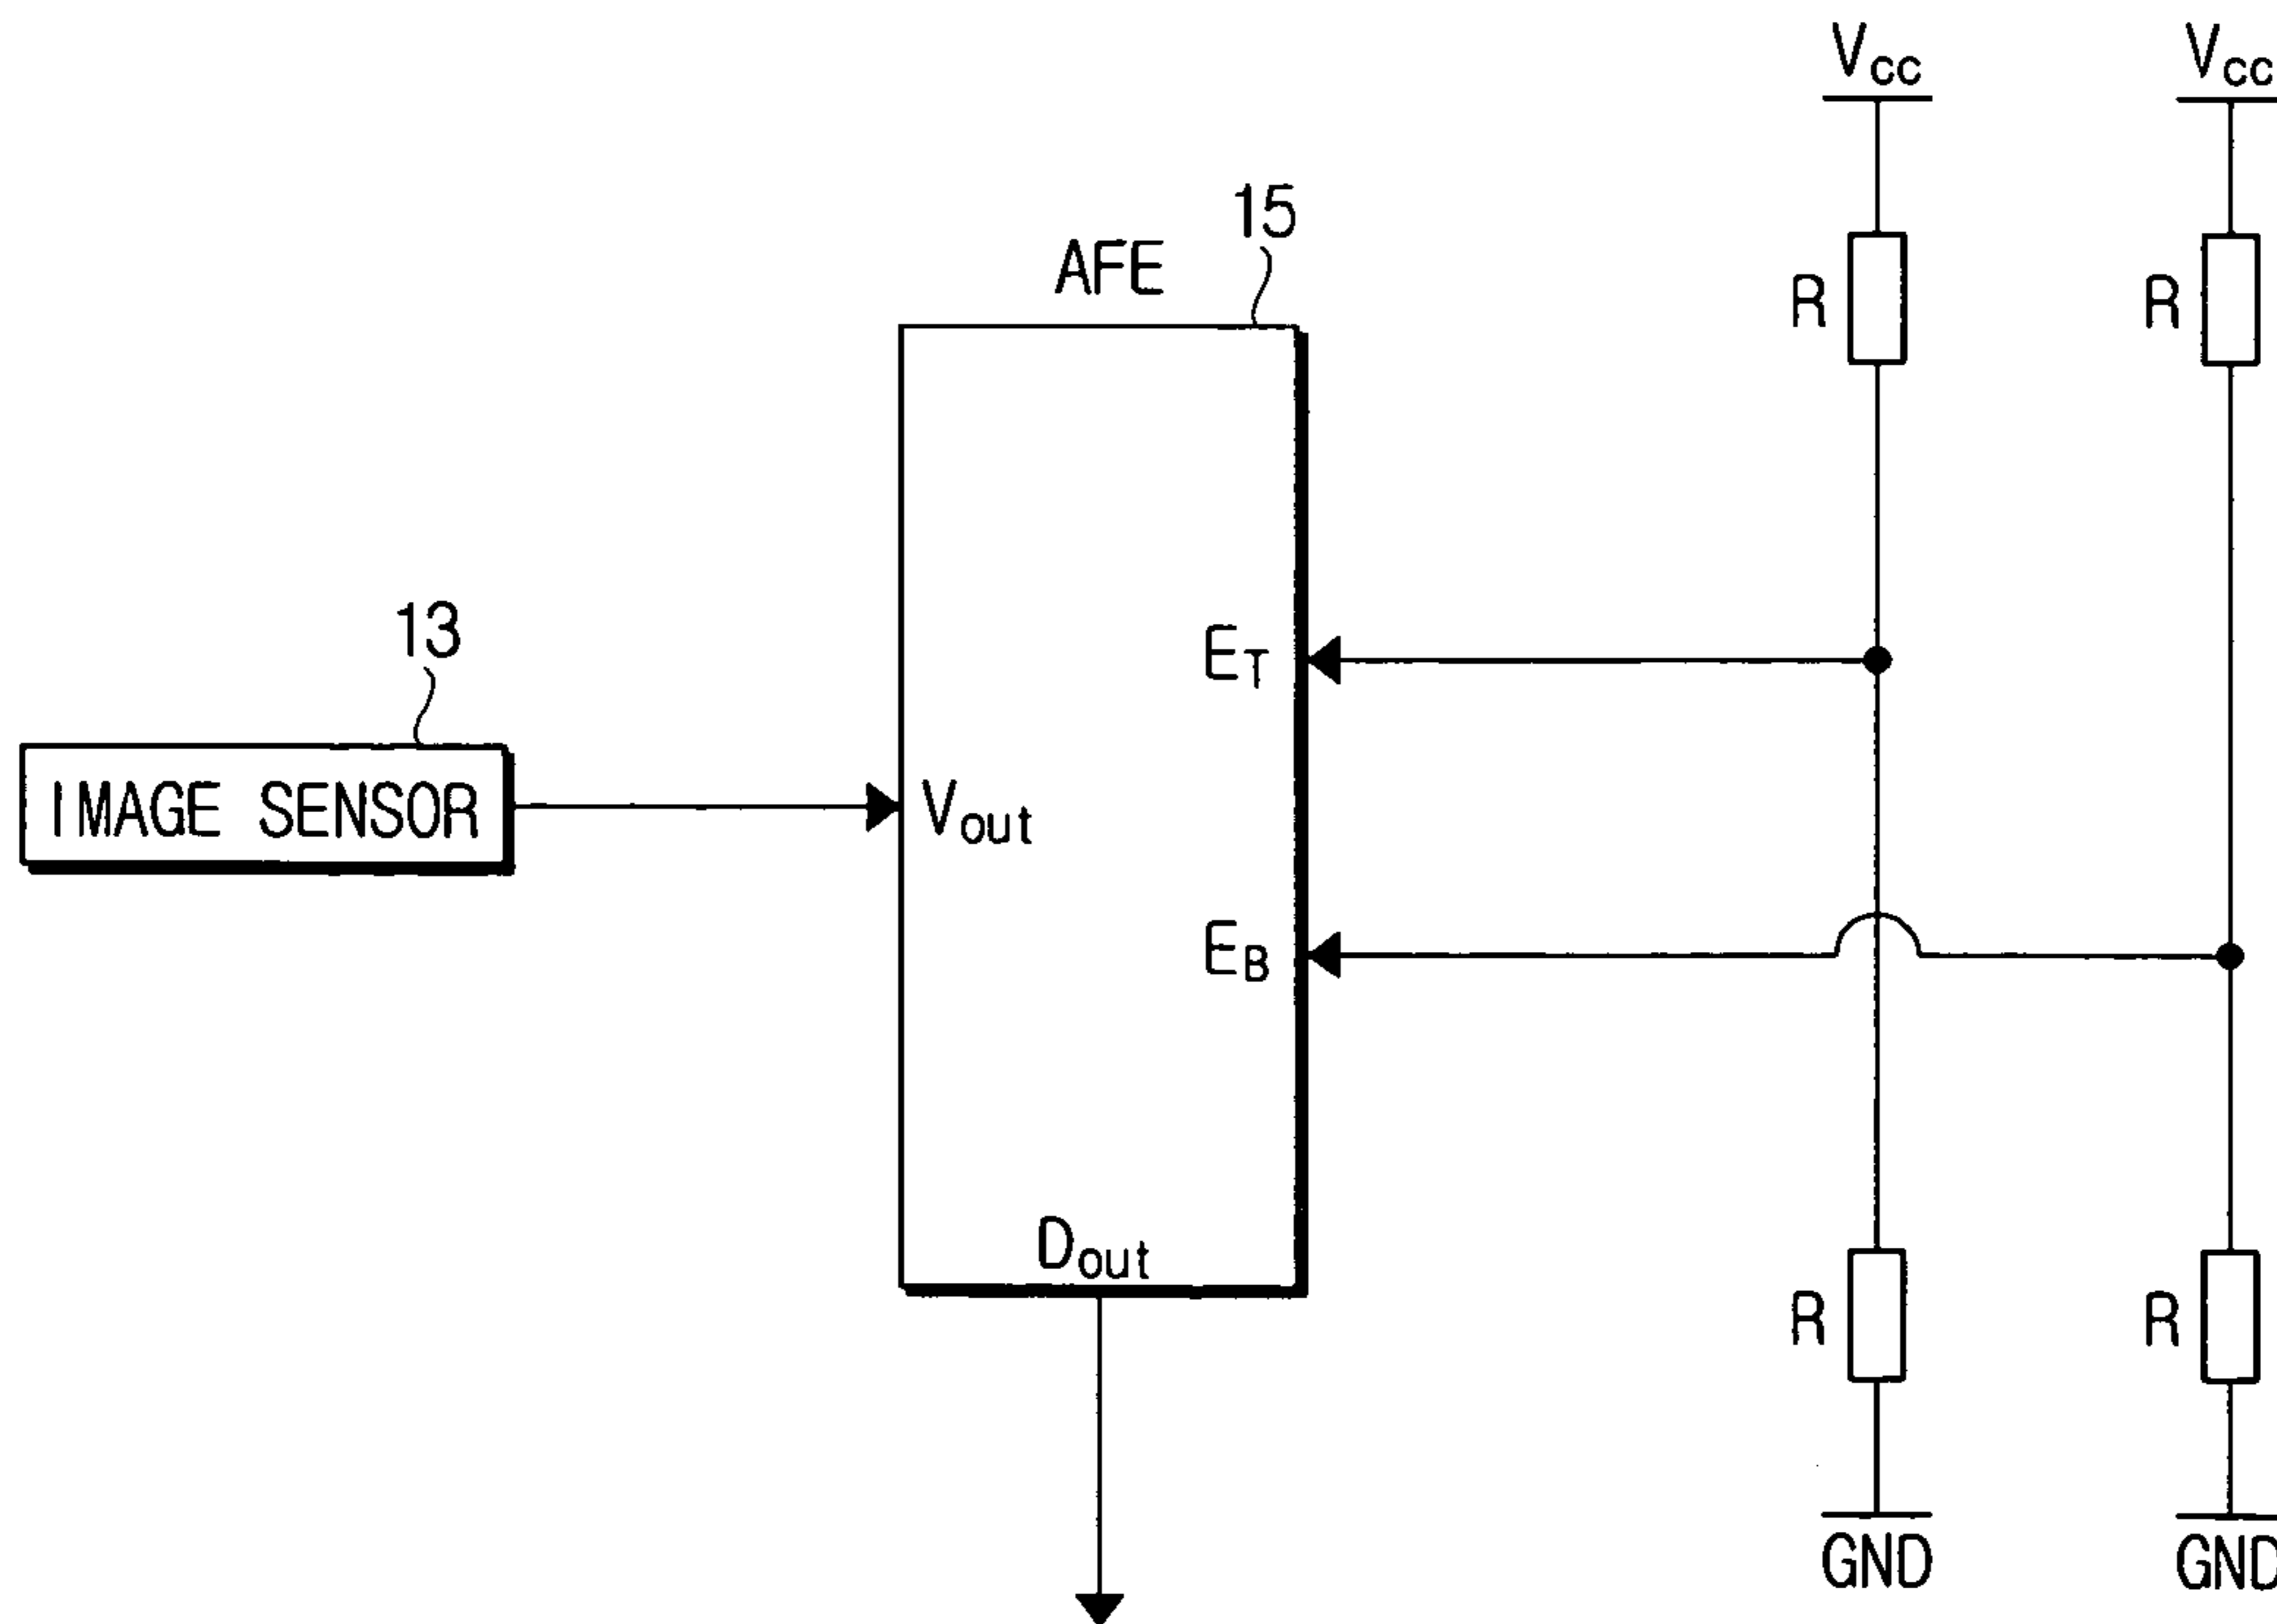 Vcc Vcc
15
AFE
R R
13
ET
IMAGE SENSOR
Vout
EB
Dout
R R
GND GND